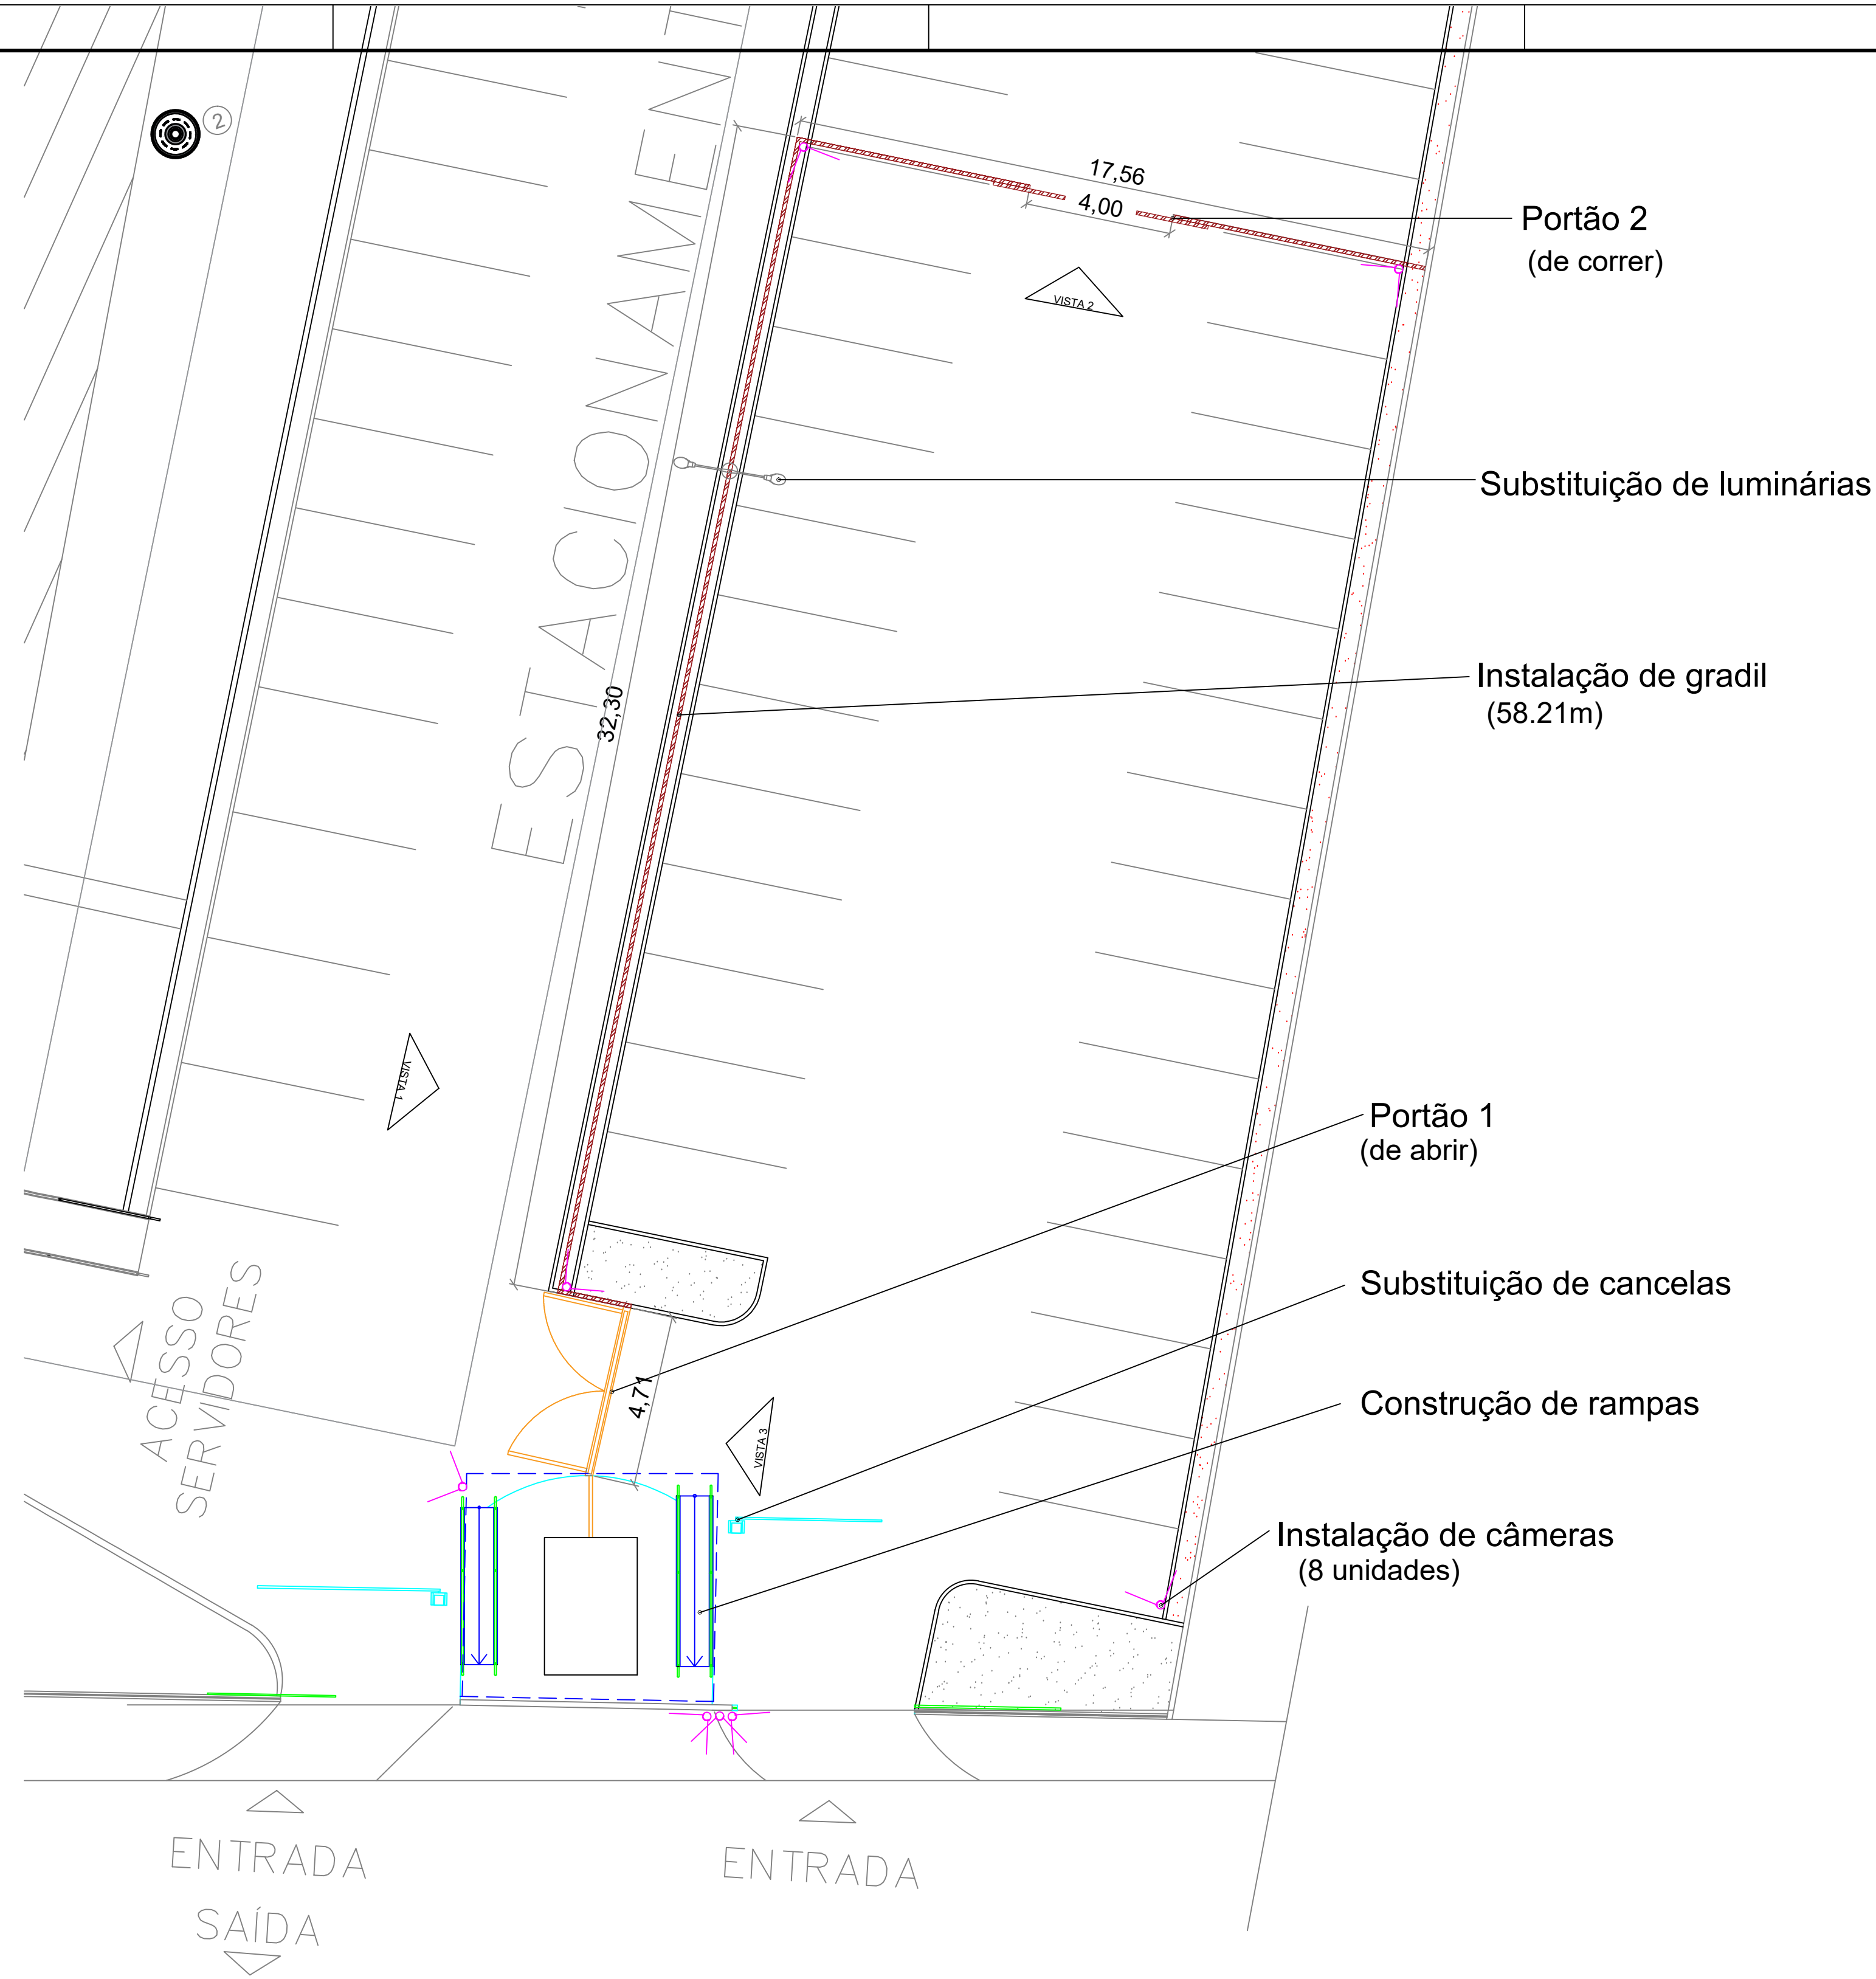 2
17,56
4,00
Portão 2
(de correr)
VISTA 2
Substituição de luminárias
ESTACIONAMENT
Instalação de gradil
(58.21m)
32,30
VISTA 1
Portão 1
(de abrir)
Substituição de cancelas
ACESSO
SERVIDORES
4,71
Construção de rampas
VISTA 3
Instalação de câmeras
(8 unidades)
ENTRADA
SAÍDA
ENTRADA